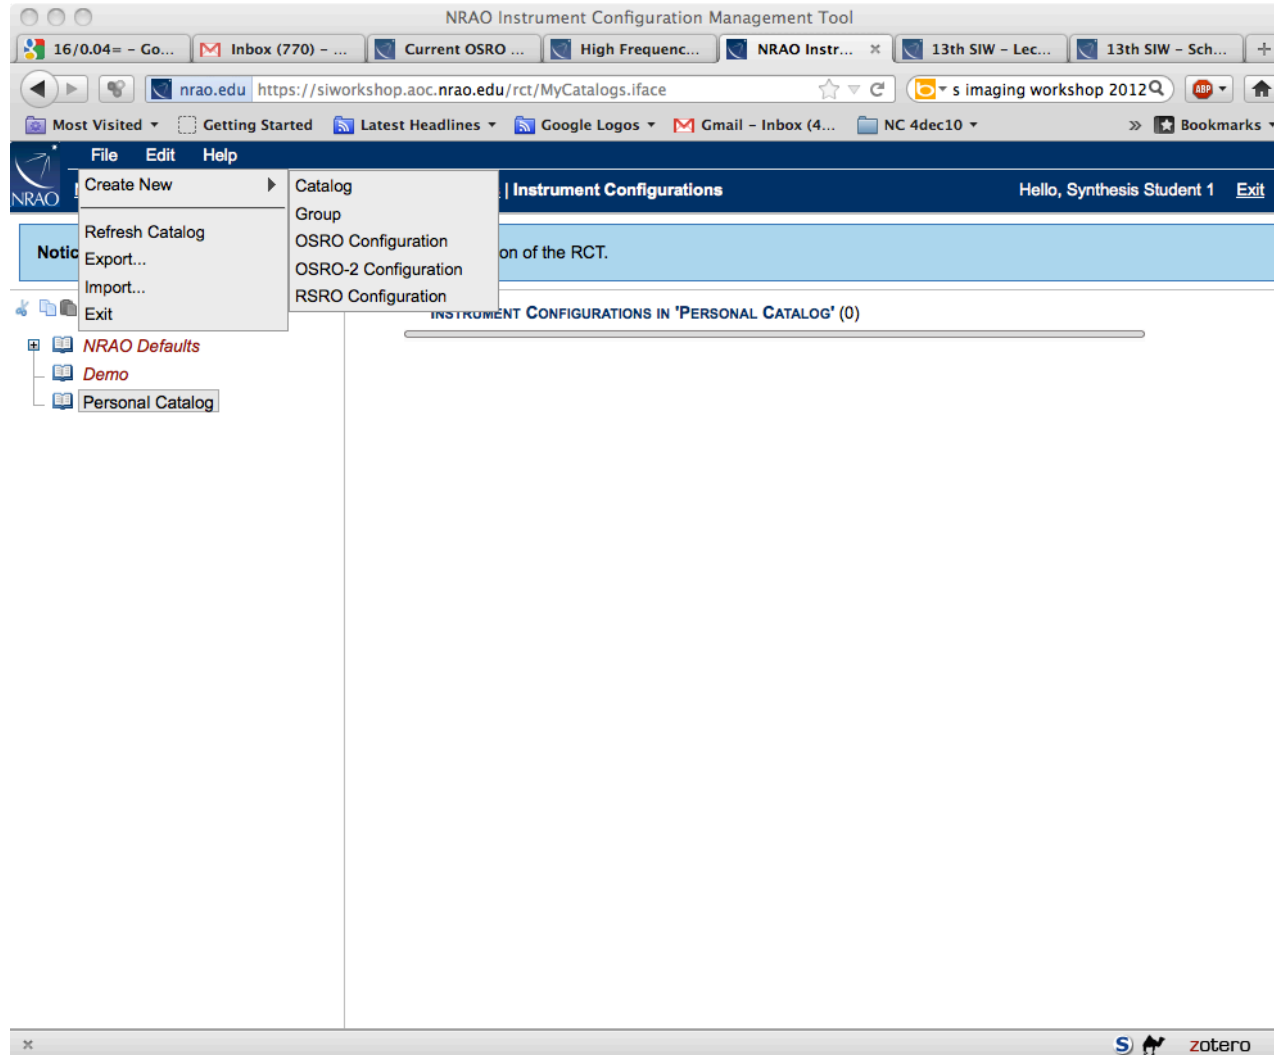 NRAO Instrument Configuration Management Tool
16/0.04= – Go... Inbox (770) – ... Current OSRO ... High Frequenc... NRAO Instr... 13th SIW – Lec... 13th SIW – Sch...
nrao.edu https://siworkshop.aoc.nrao.edu/rct/MyCatalogs.iface s imaging workshop 2012 ABP
Most Visited Getting Started Latest Headlines Google Logos Gmail – Inbox (4... NC 4dec10 » Bookmarks
File Edit Help
NRAO | Instrument Configurations Hello, Synthesis Student 1 Exit
Create New Catalog
Group
Refresh Catalog OSRO Configuration
Notic on of the RCT.
Export... OSRO-2 Configuration
Import... RSRO Configuration
Exit
INSTRUMENT CONFIGURATIONS IN 'PERSONAL CATALOG' (0)
NRAO Defaults
Demo
Personal Catalog
S zotero